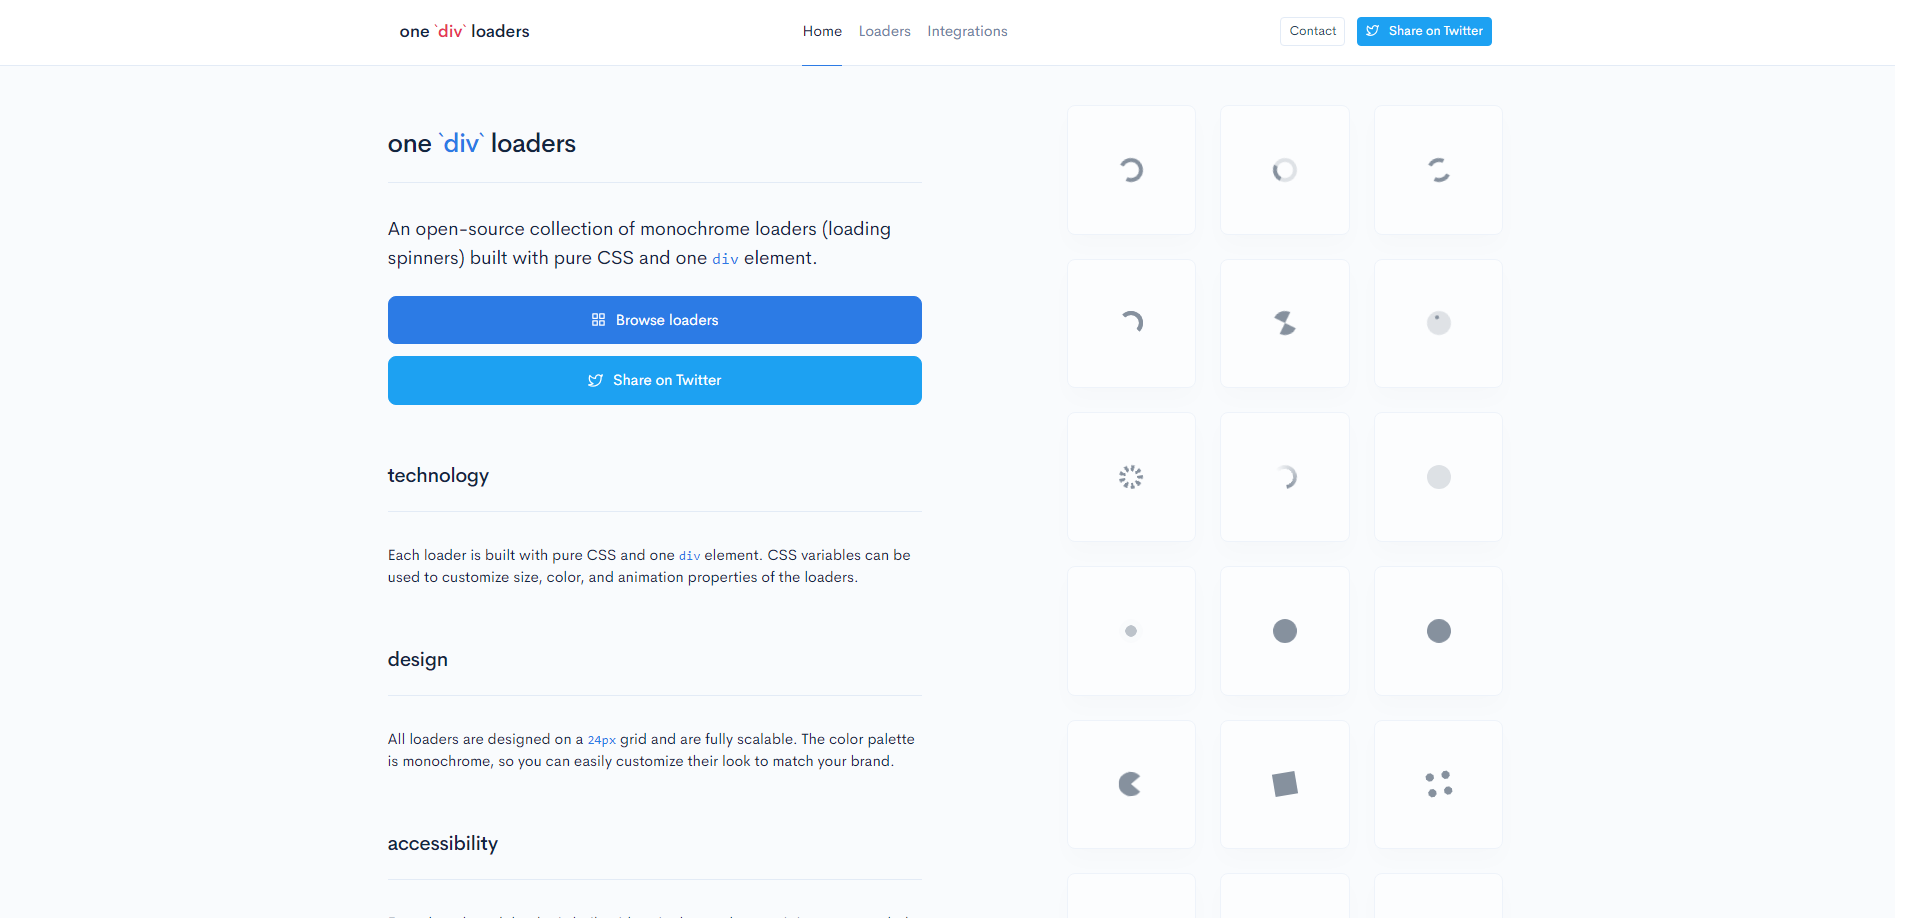 one `div` loaders
Home Loaders Integrations
Contact Share on Twitter
one `div` loaders
An open-source collection of monochrome loaders (loading
spinners) built with pure CSS and one div element.
Browse loaders
Share on Twitter
technology
Each loader is built with pure CSS and one div element. CSS variables can be
used to customize size, color, and animation properties of the loaders.
design
All loaders are designed on a 24px grid and are fully scalable. The color palette
is monochrome, so you can easily customize their look to match your brand.
accessibility